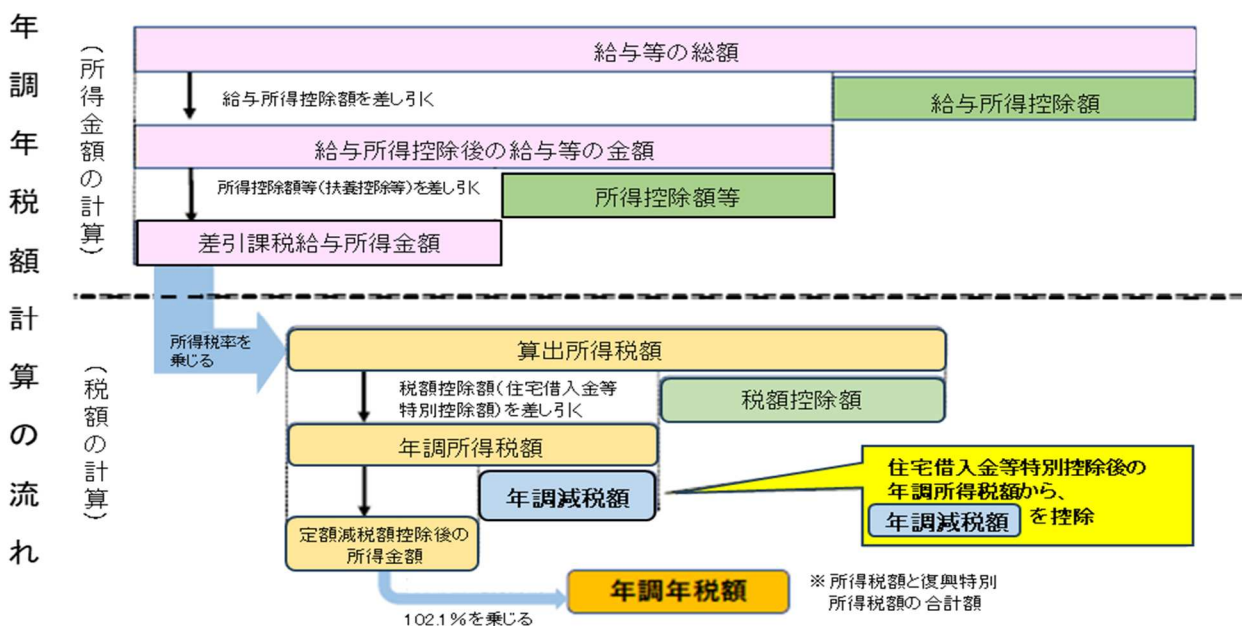 年調年税額計算の流れ
(所得金額の計算)
給与等の総額
給与所得控除額を差し引く
給与所得控除額
給与所得控除後の給与等の金額
所得控除額等(扶養控除等)を差し引く
所得控除額等
差引課税給与所得金額
(税額の計算)
所得税率を
乗じる
算出所得税額
税額控除額(住宅借入金等
特別控除額)を差し引く
税額控除額
年調所得税額
年調減税額
住宅借入金等特別控除後の
年調所得税額から、
年調減税額 を控除
定額減税額控除後の
所得金額
102.1%を乗じる
年調年税額
※所得税額と復興特別
所得税額の合計額